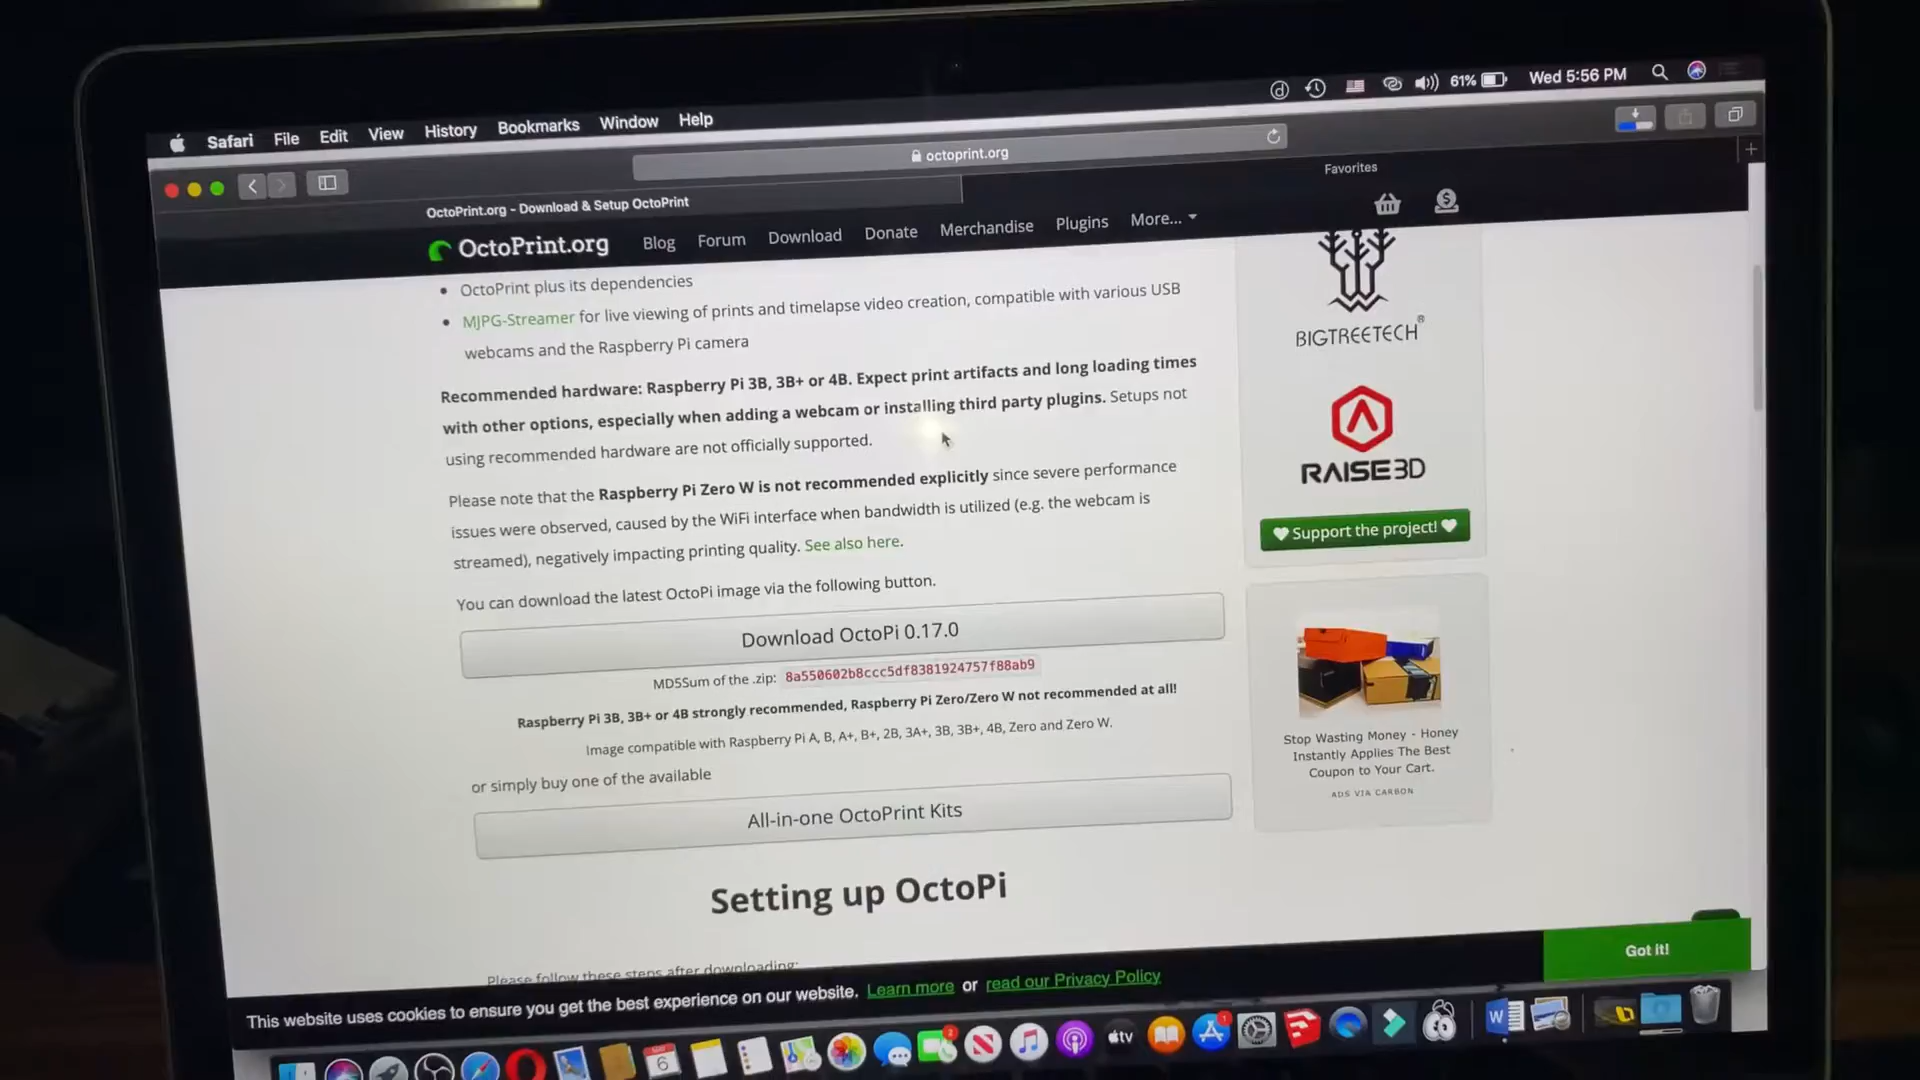 Safari File Edit View History Bookmarks Window Help
61% Wed 5:56 PM
octoprint.org
Favorites
OctoPrint.org - Download & Setup OctoPrint
OctoPrint.org Blog Forum Download Donate Merchandise Plugins More...
OctoPrint plus its dependencies
MJPG-Streamer for live viewing of prints and timelapse video creation, compatible with various USB
webcams and the Raspberry Pi camera
Recommended hardware: Raspberry Pi 3B, 3B+ or 4B. Expect print artifacts and long loading times
with other options, especially when adding a webcam or installing third party plugins. Setups not
using recommended hardware are not officially supported.
Please note that the Raspberry Pi Zero W is not recommended explicitly since severe performance
issues were observed, caused by the WiFi interface when bandwidth is utilized (e.g. the webcam is
streamed), negatively impacting printing quality. See also here.
You can download the latest OctoPi image via the following button.
Download OctoPi 0.17.0
MD5Sum of the .zip: 8a550602b8ccc5df8381924757f88ab9
Raspberry Pi 3B, 3B+ or 4B strongly recommended, Raspberry Pi Zero/Zero W not recommended at all!
Image compatible with Raspberry Pi A, B, A+, B+, 2B, 3A+, 3B, 3B+, 4B, Zero and Zero W.
or simply buy one of the available
All-in-one OctoPrint Kits
Setting up OctoPi
Please follow these steps after downloading:
BIGTREETECH®
RAISE3D
Support the project!
Stop Wasting Money - Honey
Instantly Applies The Best
Coupon to Your Cart.
ADS VIA CARBON
This website uses cookies to ensure you get the best experience on our website. Learn more or read our Privacy Policy
Got it!
6
2
tv
1
W